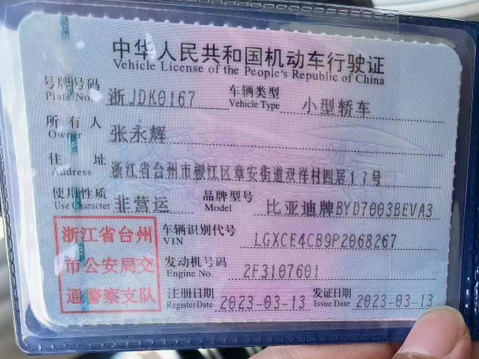 中华人民共和国机动车行驶证
Vehicle License of the People's Republic of China
号牌号码 Plate No. 浙JDK0167 车辆类型 Vehicle Type 小型轿车
所有人 Owner 张永辉
住址 Address 浙江省台州市椒江区章安街道双洋村四层17号
使用性质 Use Character 非营运 品牌型号 Model 比亚迪牌BYD7003BEVA3
浙江省台州市公安局交通警察支队
车辆识别代号 VIN LGXCE4CB9P2068267
发动机号码 Engine No. 2F3107601
注册日期 Register Date 2023-03-13 发证日期 Issue Date 2023-03-13